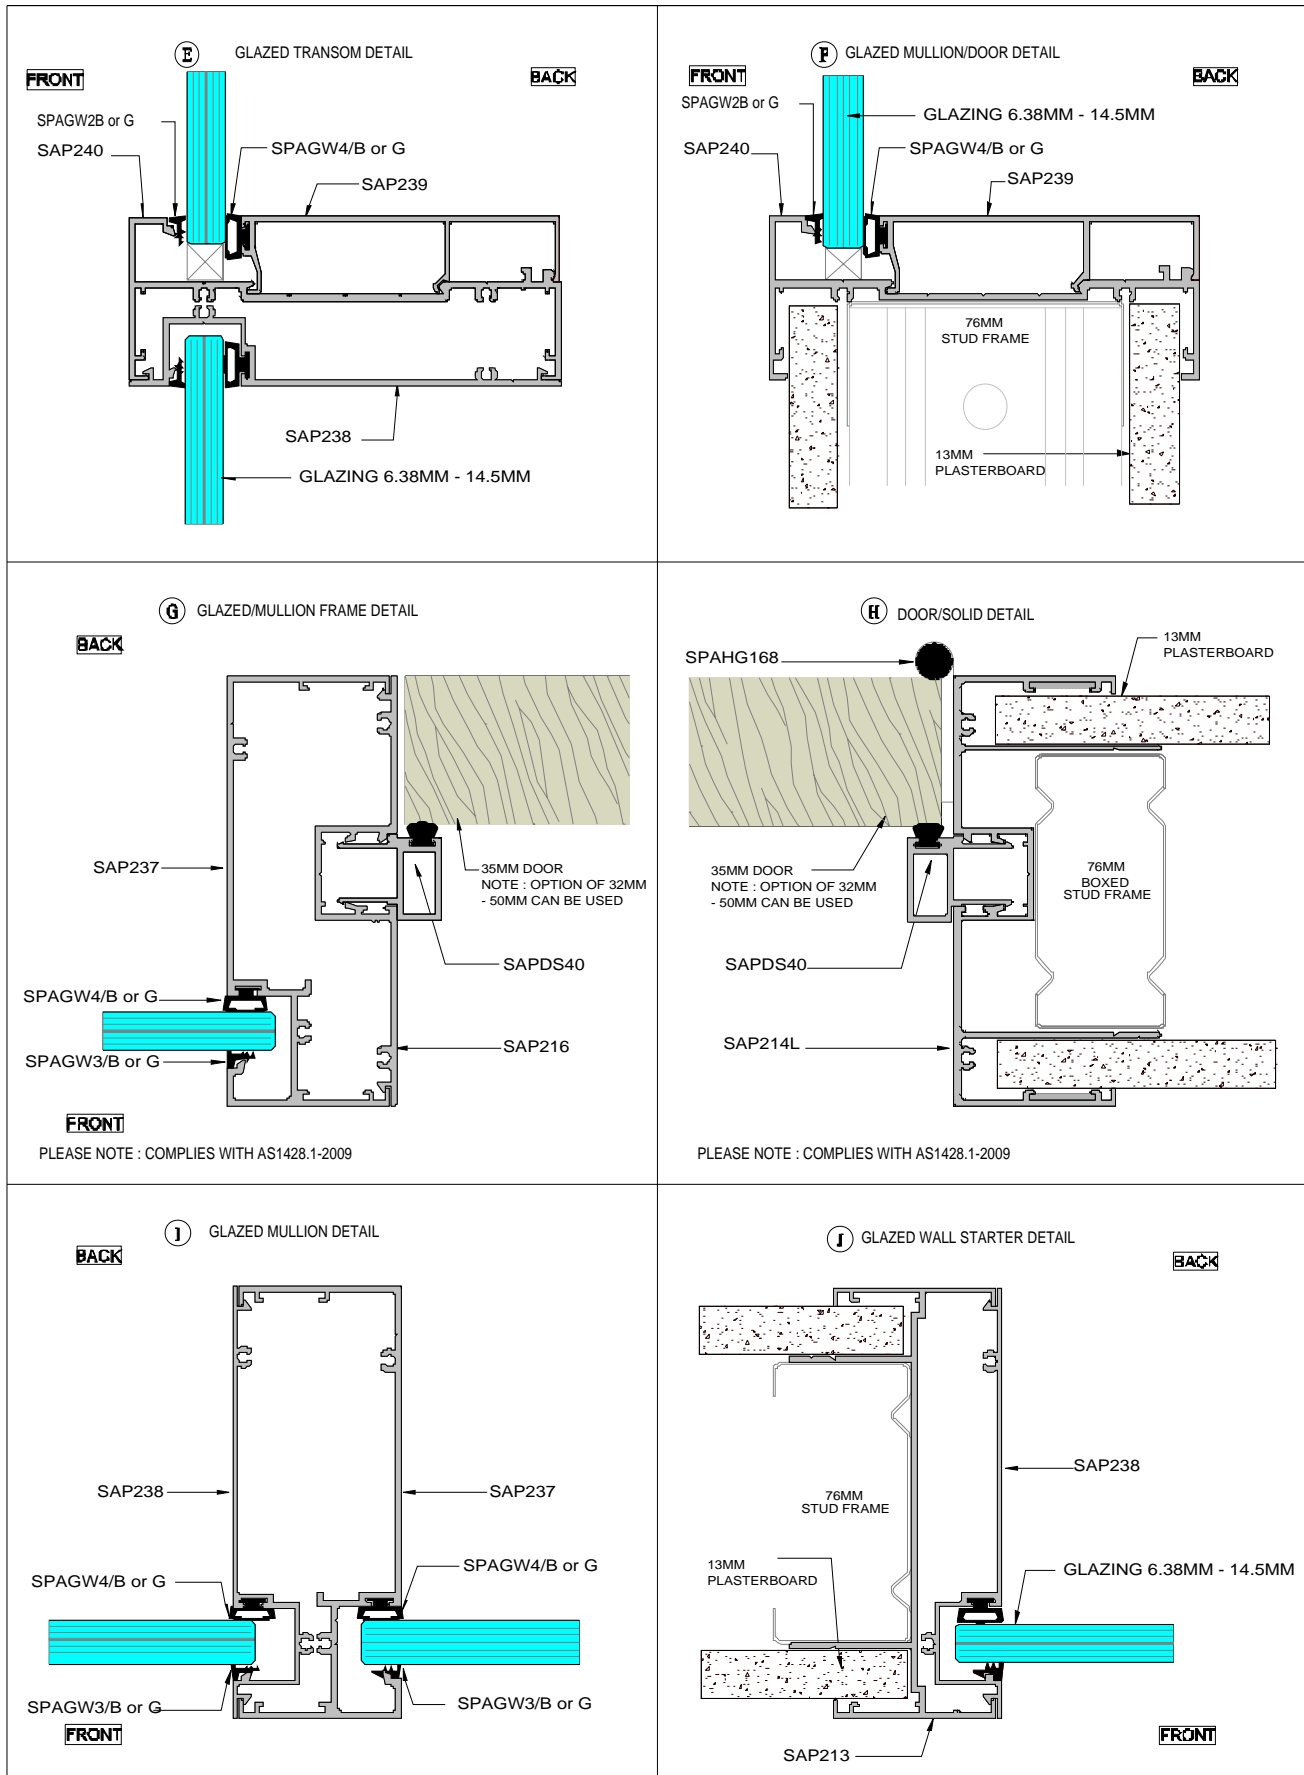 E GLAZED TRANSOM DETAIL
FRONT
BACK
SPAGW2B or G
SAP240
SPAGW4/B or G
SAP239
SAP238
GLAZING 6.38MM - 14.5MM
F GLAZED MULLION/DOOR DETAIL
FRONT
BACK
SPAGW2B or G
GLAZING 6.38MM - 14.5MM
SAP240
SPAGW4/B or G
SAP239
76MM
STUD FRAME
13MM
PLASTERBOARD
G GLAZED/MULLION FRAME DETAIL
BACK
SAP237
35MM DOOR
NOTE : OPTION OF 32MM
- 50MM CAN BE USED
SAPDS40
SPAGW4/B or G
SAP216
SPAGW3/B or G
FRONT
PLEASE NOTE : COMPLIES WITH AS1428.1-2009
H DOOR/SOLID DETAIL
SPAHG168
13MM
PLASTERBOARD
35MM DOOR
NOTE : OPTION OF 32MM
- 50MM CAN BE USED
76MM
BOXED
STUD FRAME
SAPDS40
SAP214L
PLEASE NOTE : COMPLIES WITH AS1428.1-2009
I GLAZED MULLION DETAIL
BACK
SAP238
SAP237
SPAGW4/B or G
SPAGW4/B or G
SPAGW3/B or G
SPAGW3/B or G
FRONT
J GLAZED WALL STARTER DETAIL
BACK
SAP238
76MM
STUD FRAME
13MM
PLASTERBOARD
GLAZING 6.38MM - 14.5MM
SAP213
FRONT